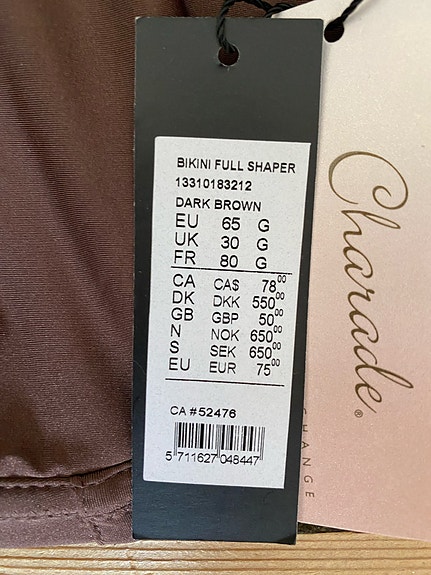 BIKINI FULL SHAPER
13310183212
DARK BROWN
EU 65 G
UK 30 G
FR 80 G
CA CA$ 7800
DK DKK 55000
GB GBP 5000
N NOK 65000
S SEK 65000
EU EUR 7500
CA # 52476
5 711627 048447
Charade®
CHANGE